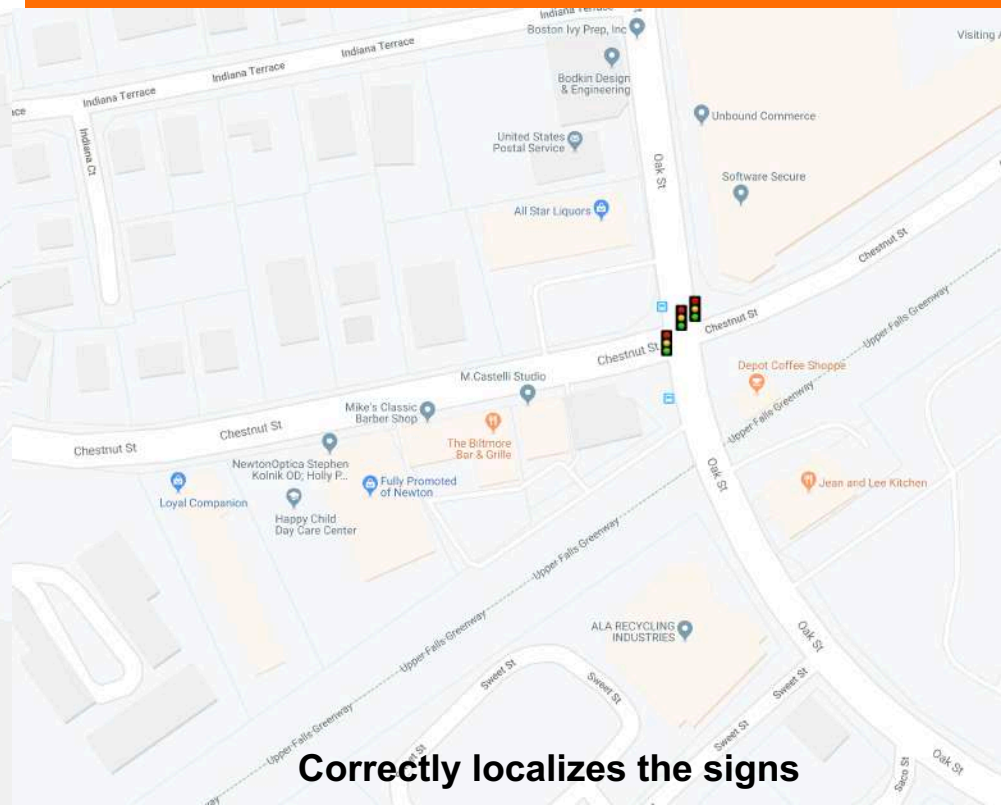 Indiana Terrace
Boston Ivy Prep, Inc
Visiting
Indiana Terrace
Indiana Terrace
Bodkin Design
& Engineering
Indiana Terrace
Unbound Commerce
Indiana Ct
United States
Postal Service
Oak St
Software Secure
All Star Liquors
Chestnut St
Upper Falls Greenway
Chestnut St
Chestnut St
Depot Coffee Shoppe
M.Castelli Studio
Mike's Classic
Barber Shop
Upper Falls Greenway
Chestnut St
The Biltmore
Bar & Grille
Chestnut St
NewtonOptica Stephen
Kolnik OD; Holly P...
Oak St
Fully Promoted
of Newton
Jean and Lee Kitchen
Loyal Companion
Happy Child
Day Care Center
Upper Falls Greenway
ALA RECYCLING
INDUSTRIES
Oak St
Upper Falls Greenway
Sweet St
Sweet St
Sweet St
Upper Falls Greenway
Sweet St
Sweet St
Oak St
Saco St
Correctly localizes the signs